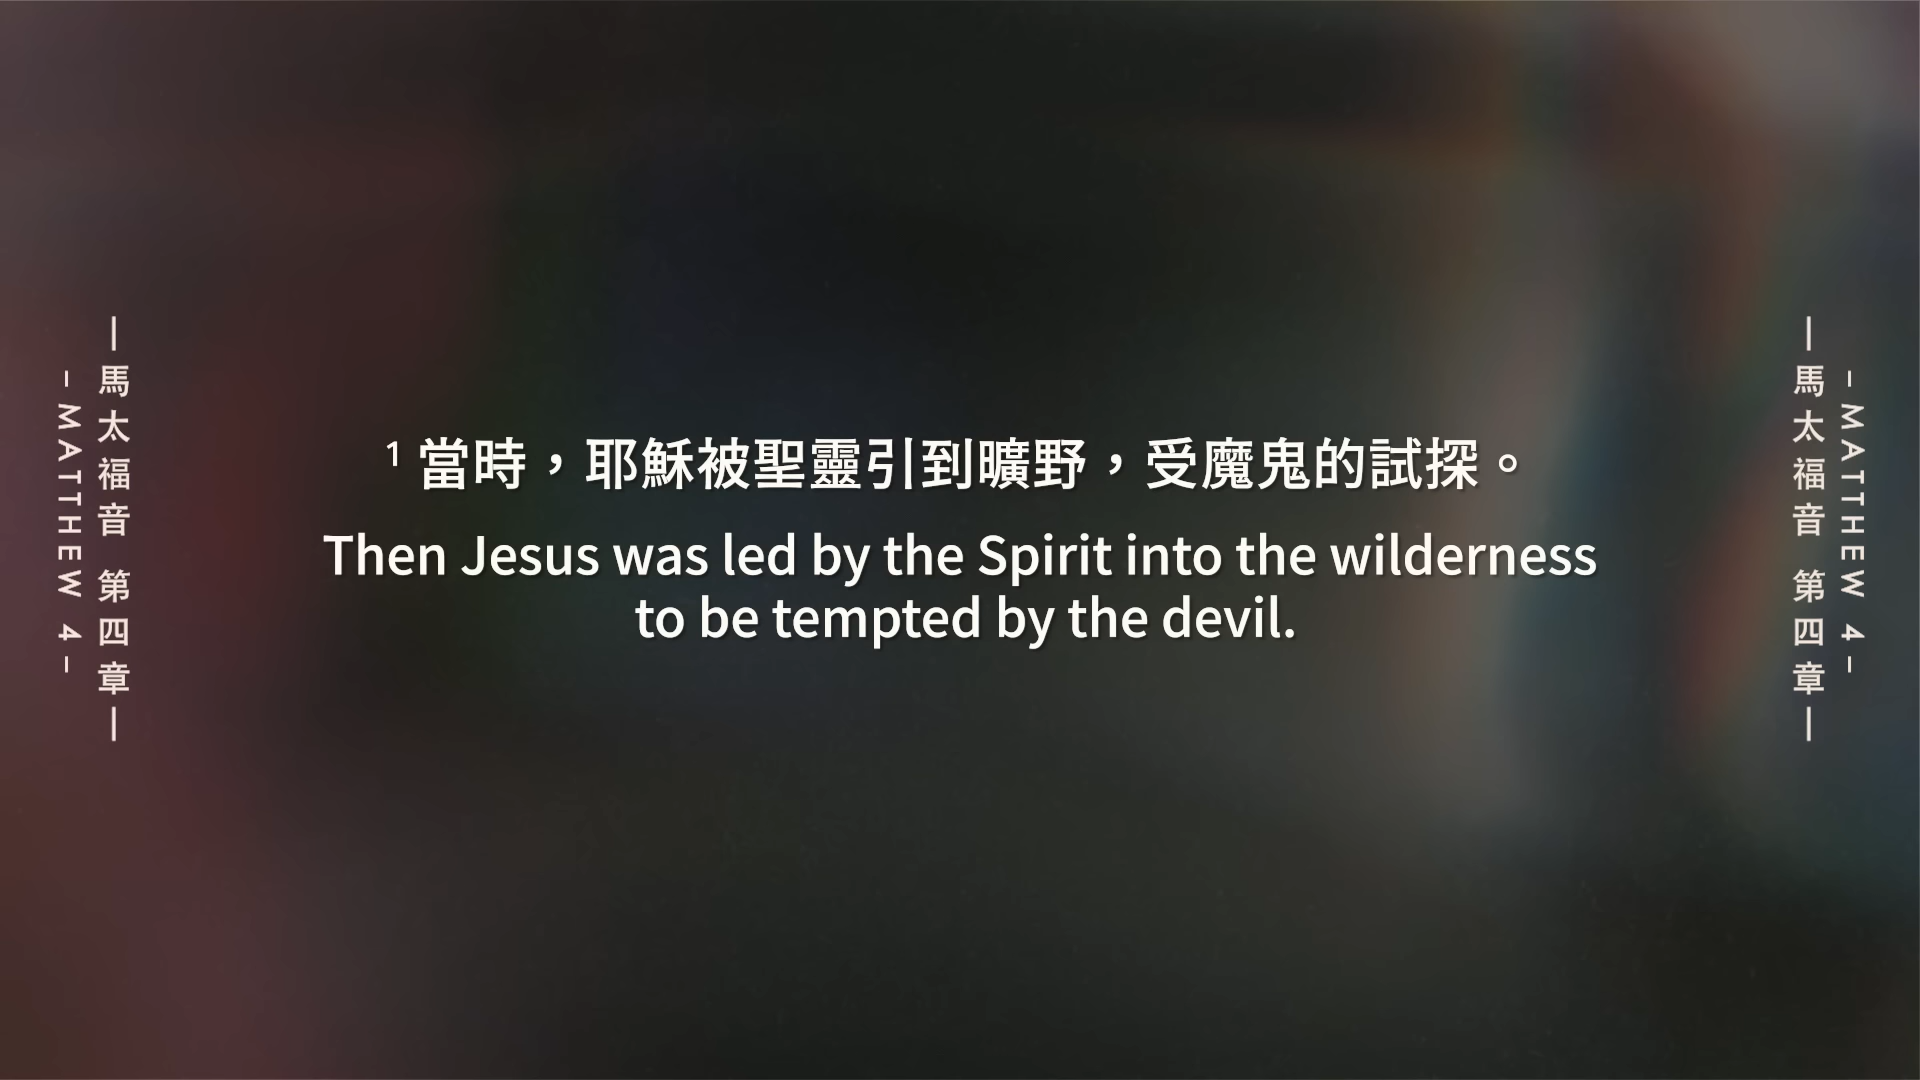 — 馬太福音 第四章 —
– MATTHEW 4 –
1 當時，耶穌被聖靈引到曠野，受魔鬼的試探。
Then Jesus was led by the Spirit into the wilderness
to be tempted by the devil.
— 馬太福音 第四章 —
– MATTHEW 4 –